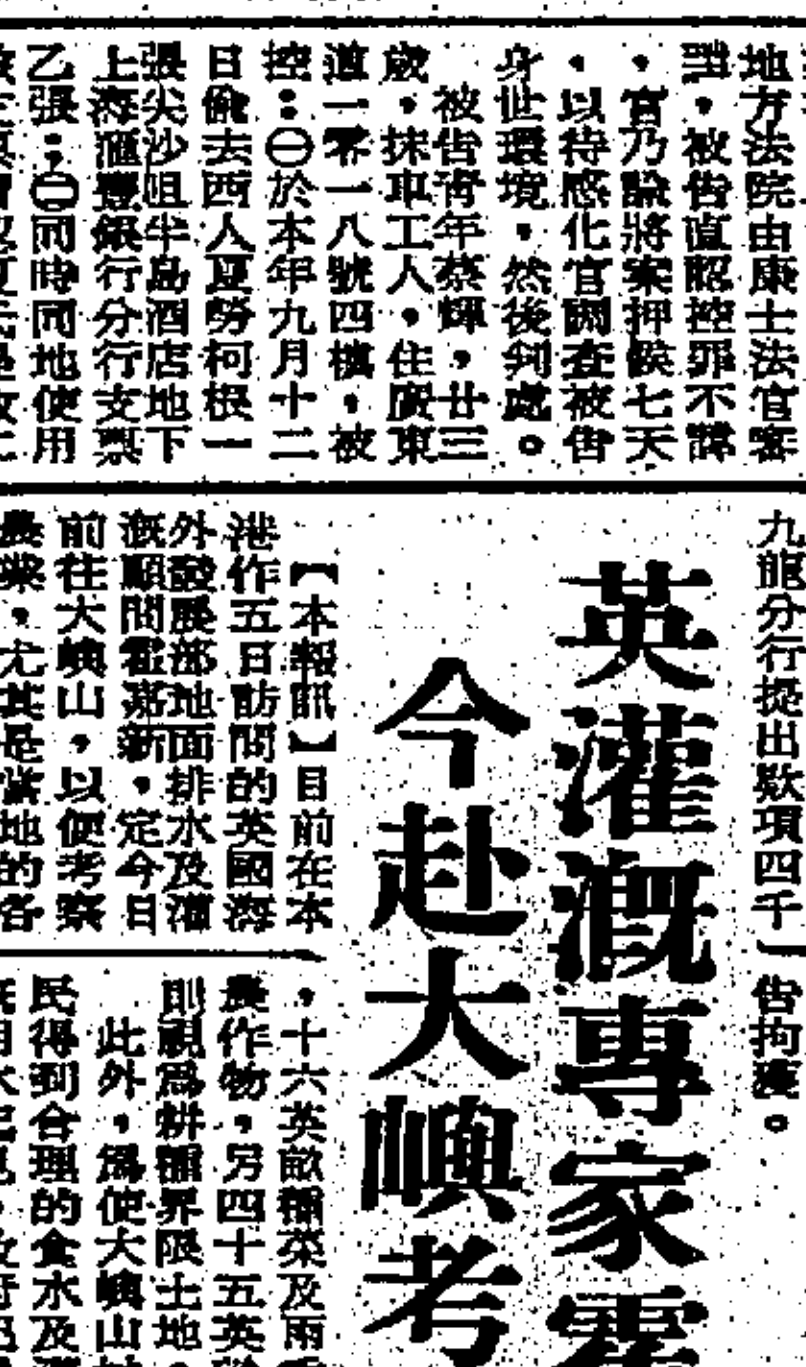 地方法院由康士法官審
訊,被告直認控罪不諱
,官乃諭將案押候七天
,以待感化官調查被告
身世環境,然後判處。
被告青年蔡輝,廿三
歲,抹車工人,住廣東
道一零一八號四樓,被
控:㊀於本年九月十二
日偷去西人夏勞柯根一
張尖沙咀半島酒店地下
上海滙豐銀行分行支票
乙張;㊁同時同地使用
九龍分行提出欵項四千
告拘獲。
英灌溉專家霍
今赴大嶼考
【本報訊】目前在本
港作五日訪問的英國海
外發展部地面排水及灌
溉顧問霍嘉新,定今日
前往大嶼山,以便考察
農業,尤其是當地的各
,十六英畝種菜及雨
農作物,另四十五英
則視爲耕種界限土地。
此外,爲使大嶼山
民得到合理的食水及灌